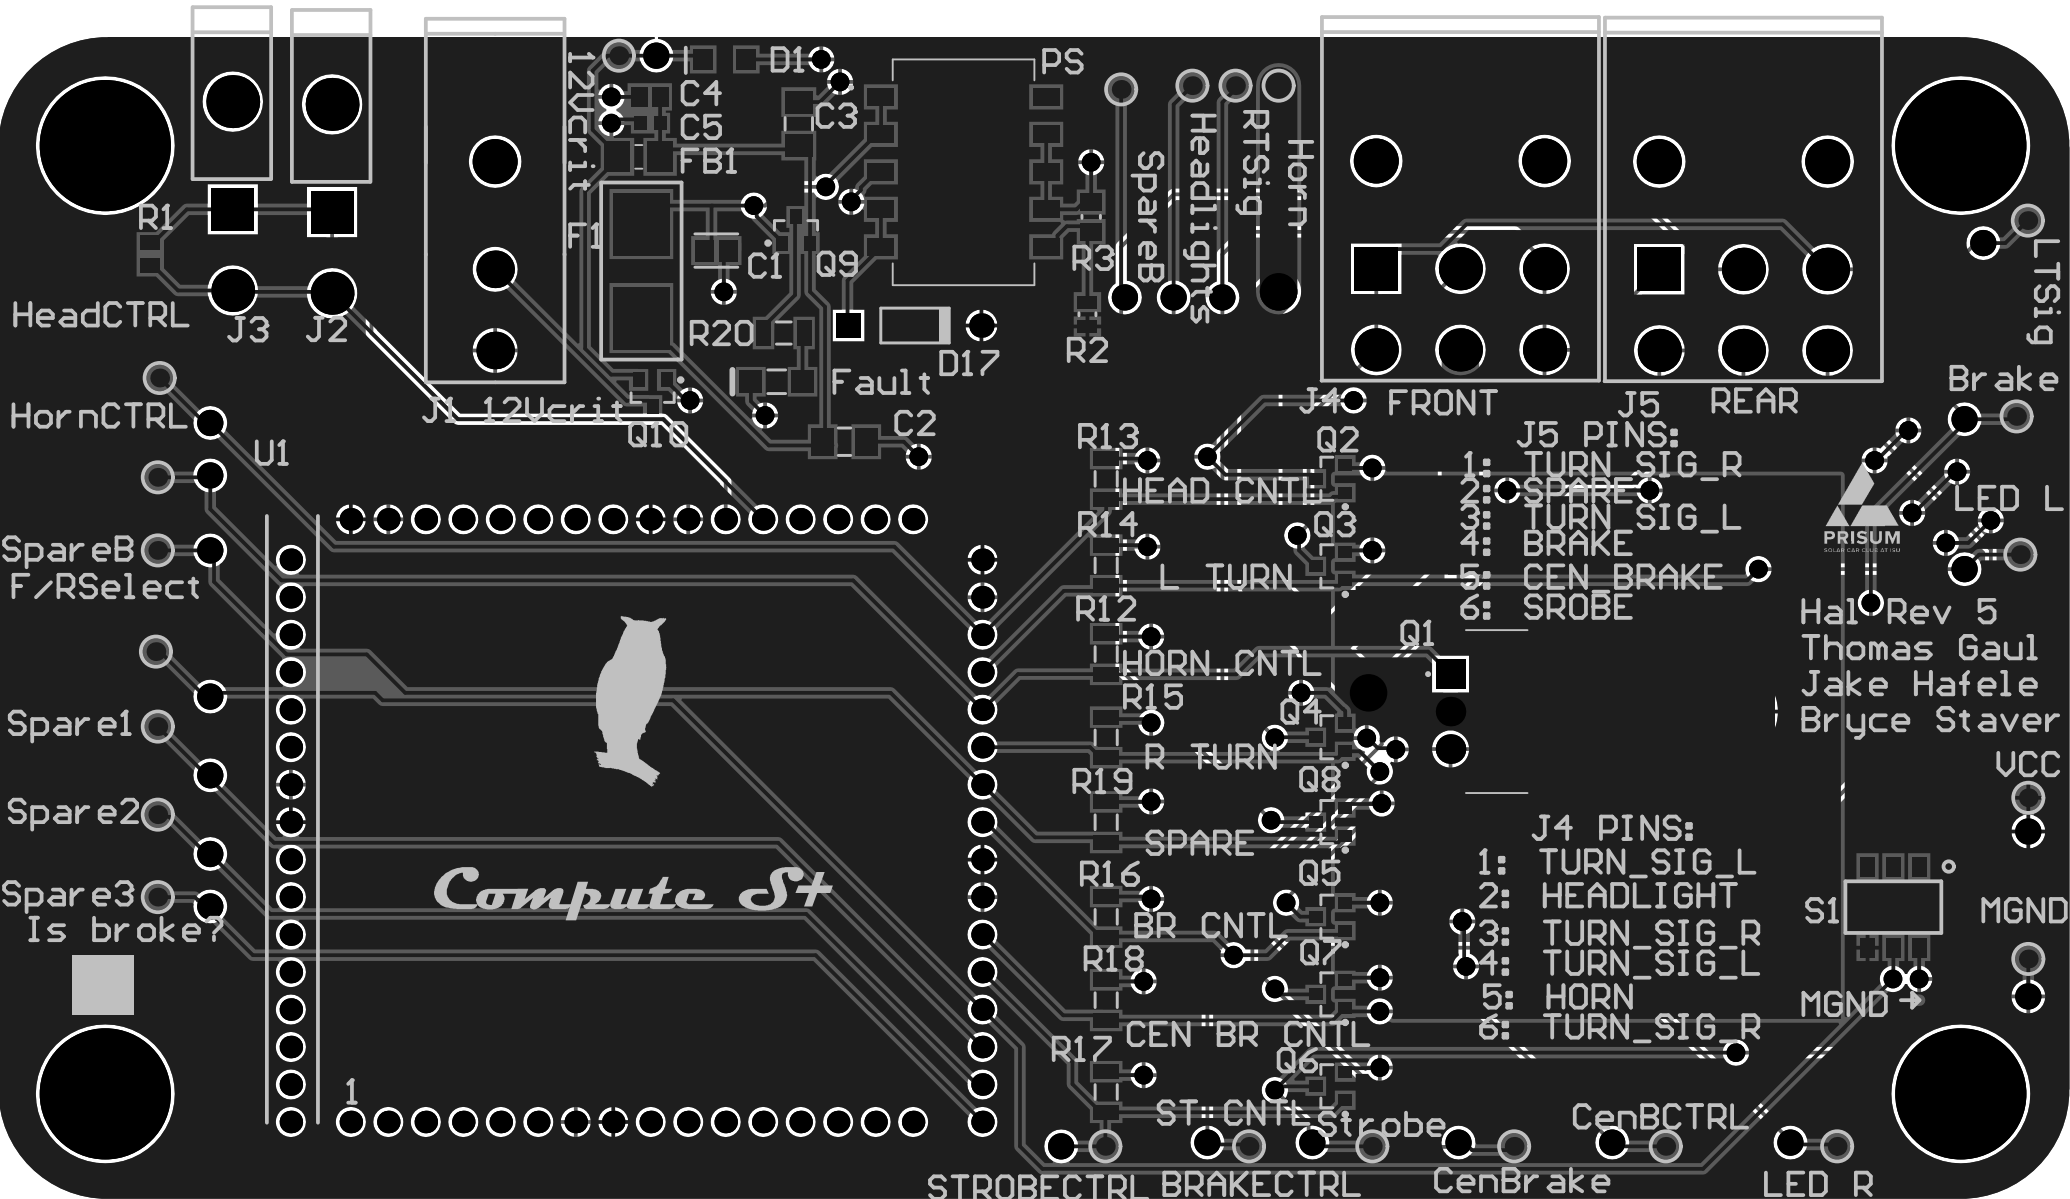 PS
D1
12Vcrit
C4
C5
C3
FB1
R1
F1
C1
Q9
R3
SpareB
Headlights
RTSig
Horn
LTSig
HeadCTRL
J3
J2
R20
D17
R2
Fault
Brake
HornCTRL
J1 12Vcrit
Q10
C2
J4
FRONT
J5
REAR
U1
R13
Q2
J5 PINS:
1: TURN_SIG_R
2: SPARE
3: TURN_SIG_L
4: BRAKE
5: CEN_BRAKE
6: SROBE
HEAD CNTL
LED L
R14
Q3
PRISUM
SOLAR CAR CLUB AT ISU
SpareB
F/RSelect
L TURN
R12
Q1
HORN CNTL
Hal Rev 5
Thomas Gaul
Jake Hafele
Bryce Staver
R15
Q4
Spare1
R TURN
VCC
R19
Q8
Spare2
SPARE
J4 PINS:
1: TURN_SIG_L
2: HEADLIGHT
3: TURN_SIG_R
4: TURN_SIG_L
5: HORN
6: TURN_SIG_R
R16
Q5
Compute S+
Spare3
Is broke?
BR CNTL
S1
MGND
R18
Q7
MGND
CEN BR CNTL
R17
Q6
1
ST CNTL
Strobe
CenBCTRL
STROBECTRL
BRAKECTRL
CenBrake
LED R